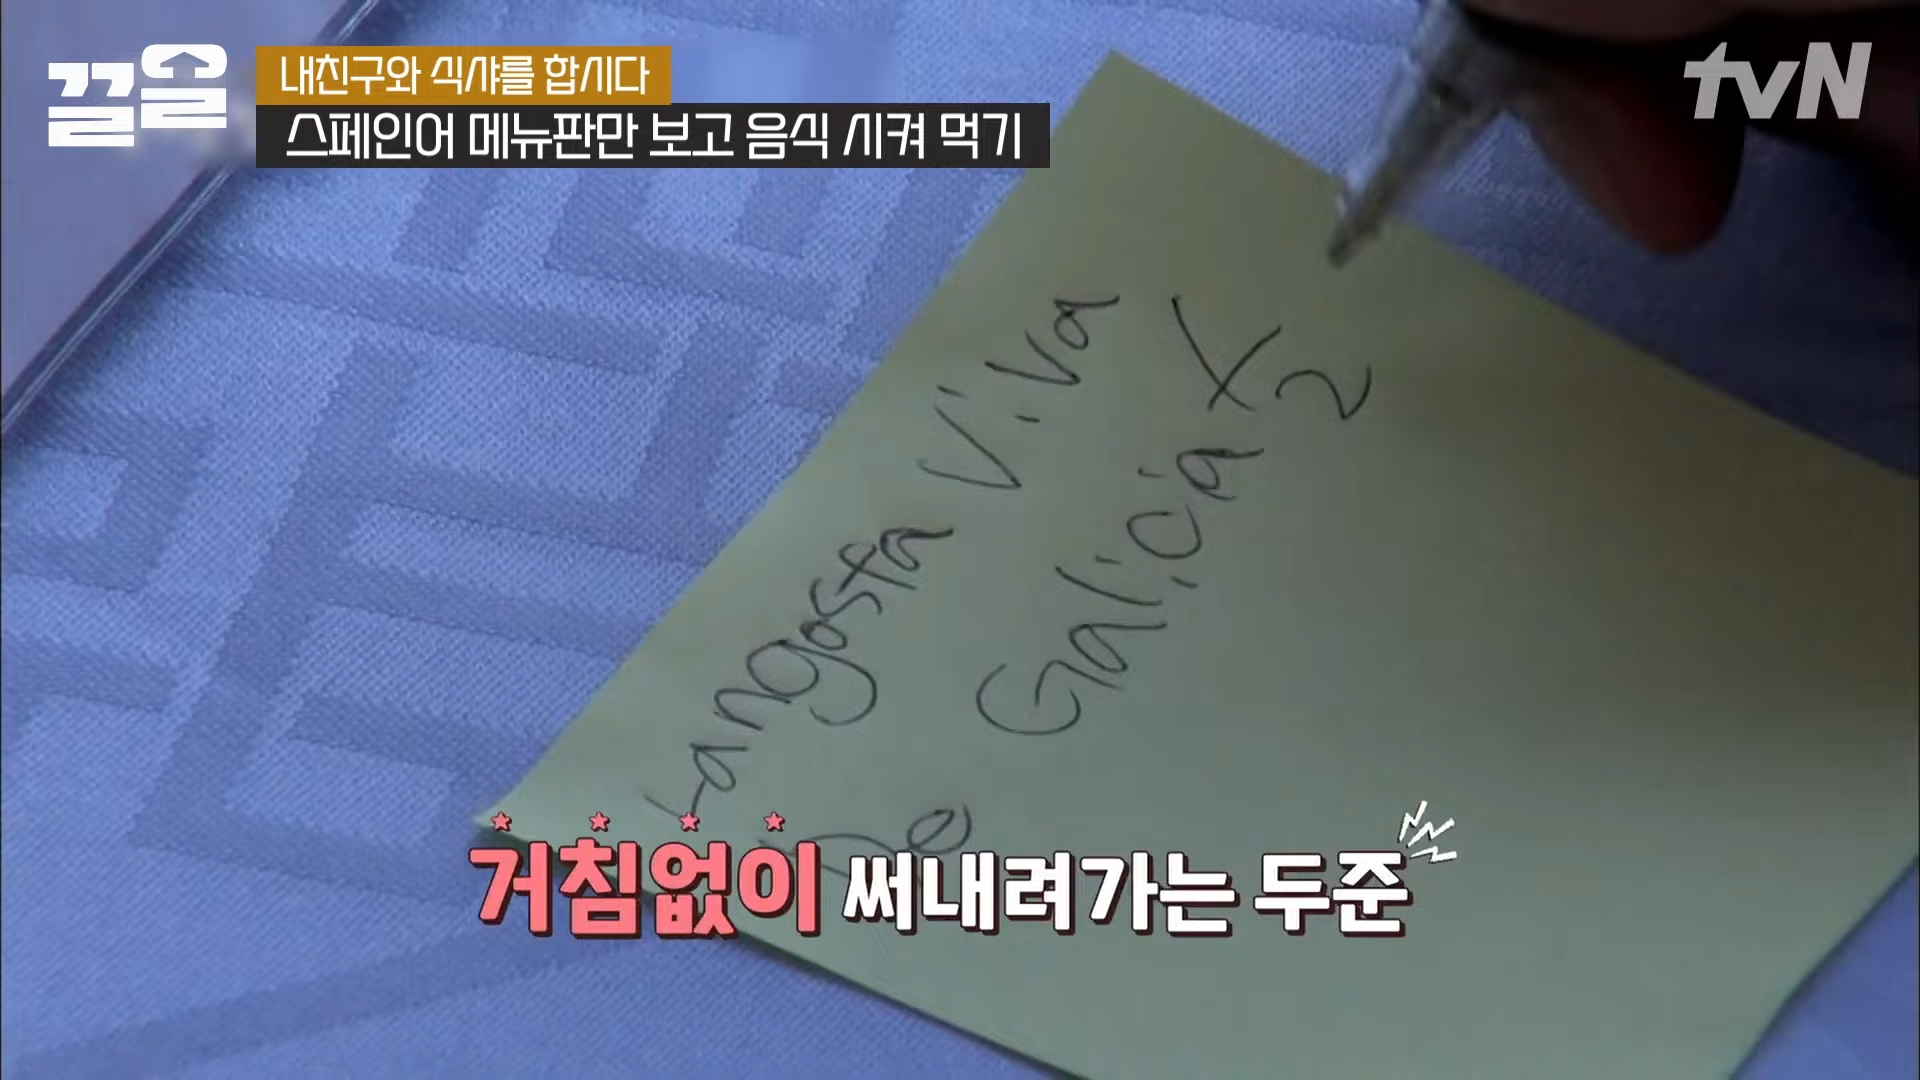 끌올
내친구와 식샤를 합시다
스페인어 메뉴판만 보고 음식 시켜 먹기
tvN
Langosta Viva
de Galicia X2
거침없이 써내려가는 두준